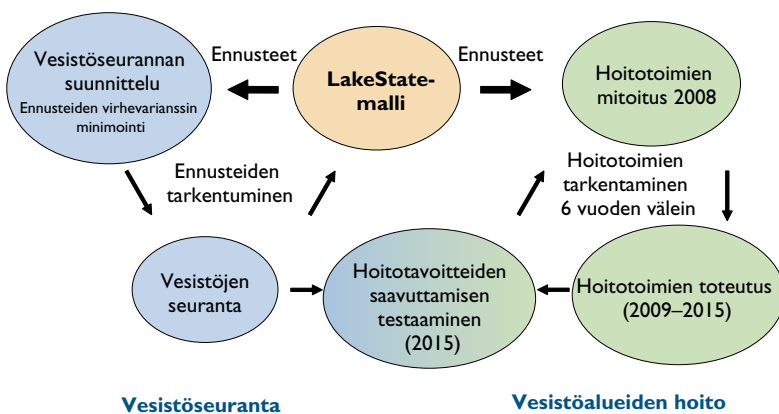 Vesistöseurannan
suunnittelu
Ennusteiden virhevarianssin
minimointi
Ennusteet
LakeState-
malli
Ennusteet
Hoitotoimien
mitoitus 2008
Ennusteiden
tarkentuminen
Hoitotoimien
tarkentaminen
6 vuoden välein
Vesistöjen
seuranta
Hoitotavoitteiden
saavuttamisen
testaaminen
(2015)
Hoitotoimien toteutus
(2009–2015)
Vesistöseuranta
Vesistöalueiden hoito